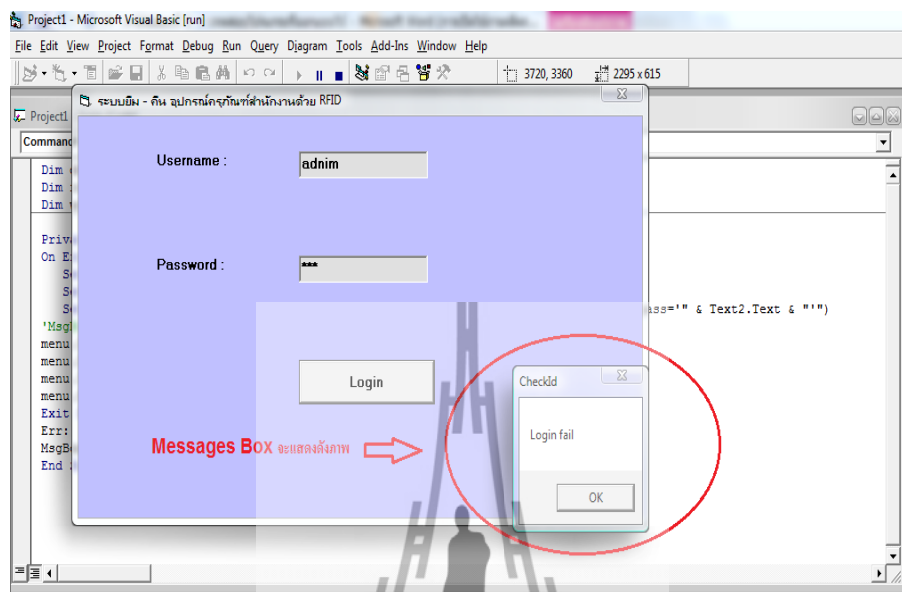 Project1 - Microsoft Visual Basic [run]
File Edit View Project Format Debug Run Query Diagram Tools Add-Ins Window Help
3720, 3360 2295 x 615
ระบบยืม - คืน อุปกรณ์ครุภัณฑ์สำนักงานด้วย RFID
Project1
Command
Dim
Dim
Dim
Username :
adnim
Priv
On E
Password :
***
S
S
S
ass='" & Text2.Text & "'")
'Msg
menu
menu
menu
menu
Login
CheckId
Exit
Err:
Login fail
MsgB
Messages Box จะแสดงดังภาพ
End
OK